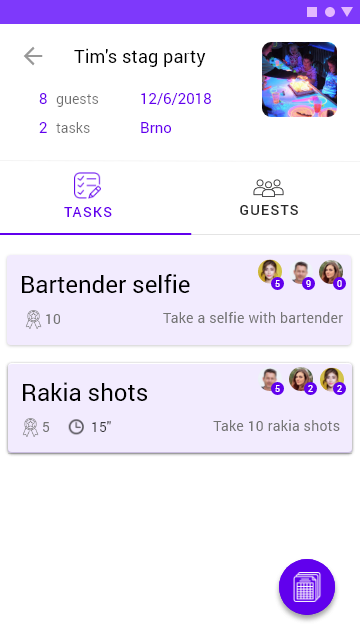 Tim's stag party
8 guests 12/6/2018
2 tasks Brno
TASKS GUESTS
5 9 0
Bartender selfie
10 Take a selfie with bartender
5 2 2
Rakia shots
5 15" Take 10 rakia shots